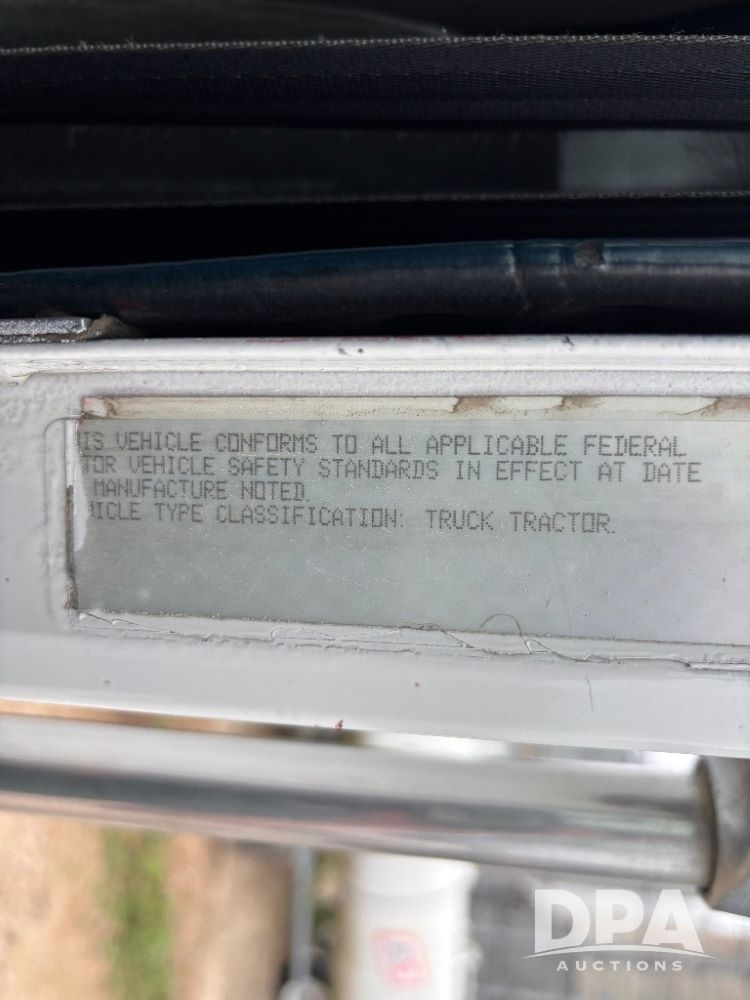 IS VEHICLE CONFORMS TO ALL APPLICABLE FEDERAL
TOR VEHICLE SAFETY STANDARDS IN EFFECT AT DATE
MANUFACTURE NOTED.
HICLE TYPE CLASSIFICATION: TRUCK TRACTOR.
DPA
AUCTIONS